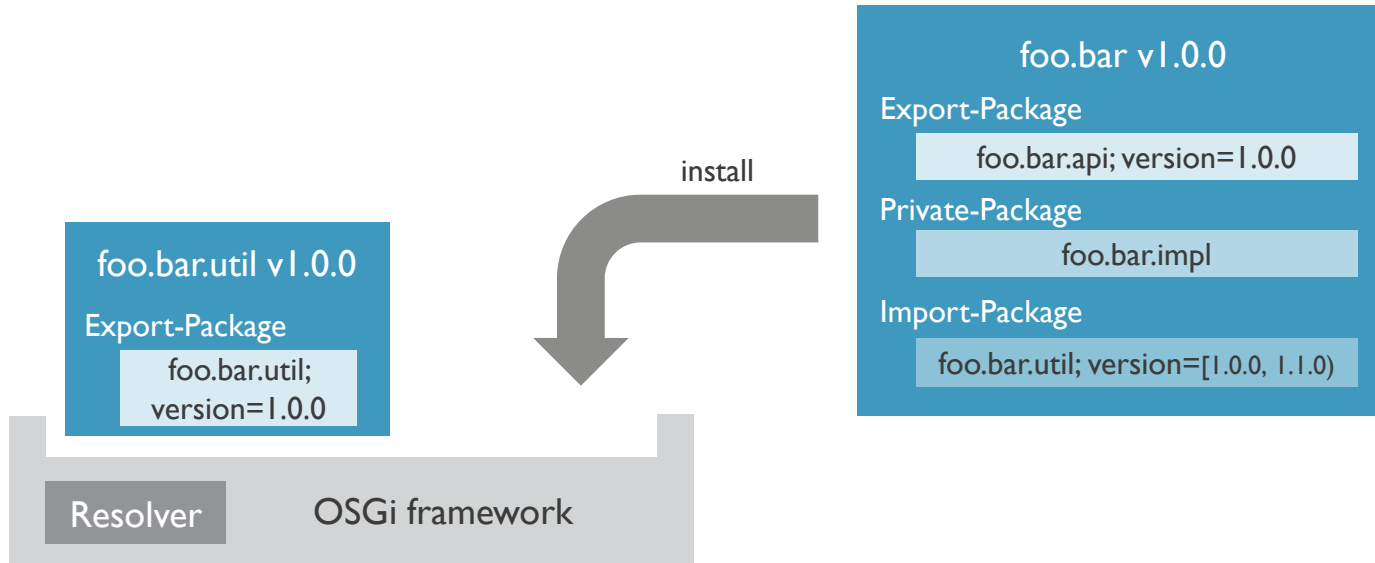 foo.bar v1.0.0
Export-Package
foo.bar.api; version=1.0.0
Private-Package
foo.bar.impl
Import-Package
foo.bar.util; version=[1.0.0, 1.1.0)
install
foo.bar.util v1.0.0
Export-Package
foo.bar.util;
version=1.0.0
Resolver
OSGi framework